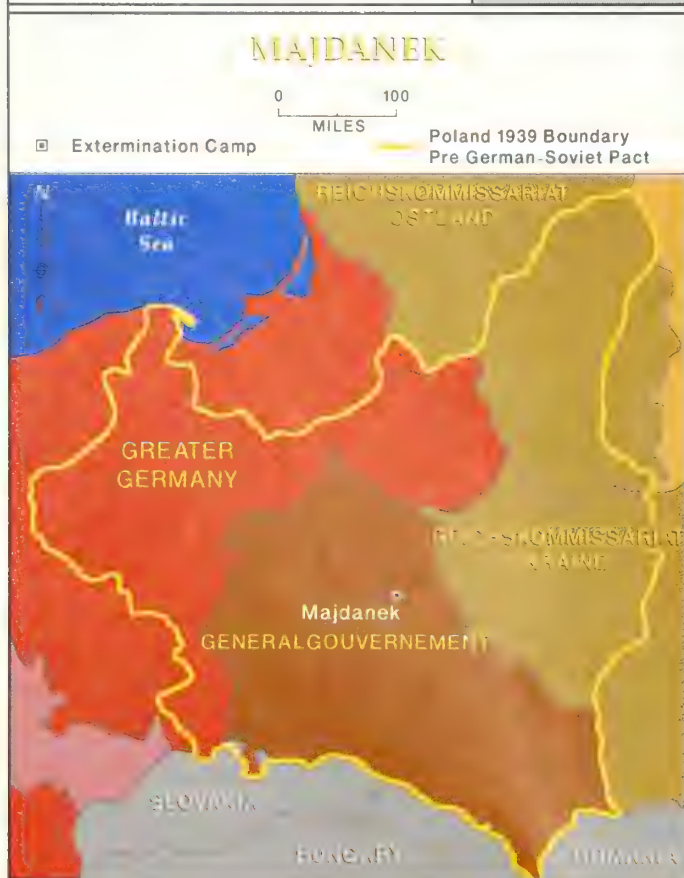 MAJDANEK
0 100
MILES
Extermination Camp
Poland 1939 Boundary
Pre German-Soviet Pact
N
REICHSKOMMISSARIAT
OSTLAND
Baltic
Sea
GREATER
GERMANY
Majdanek
GENERALGOUVERNEMENT
SLOVAKIA
HUNGARY